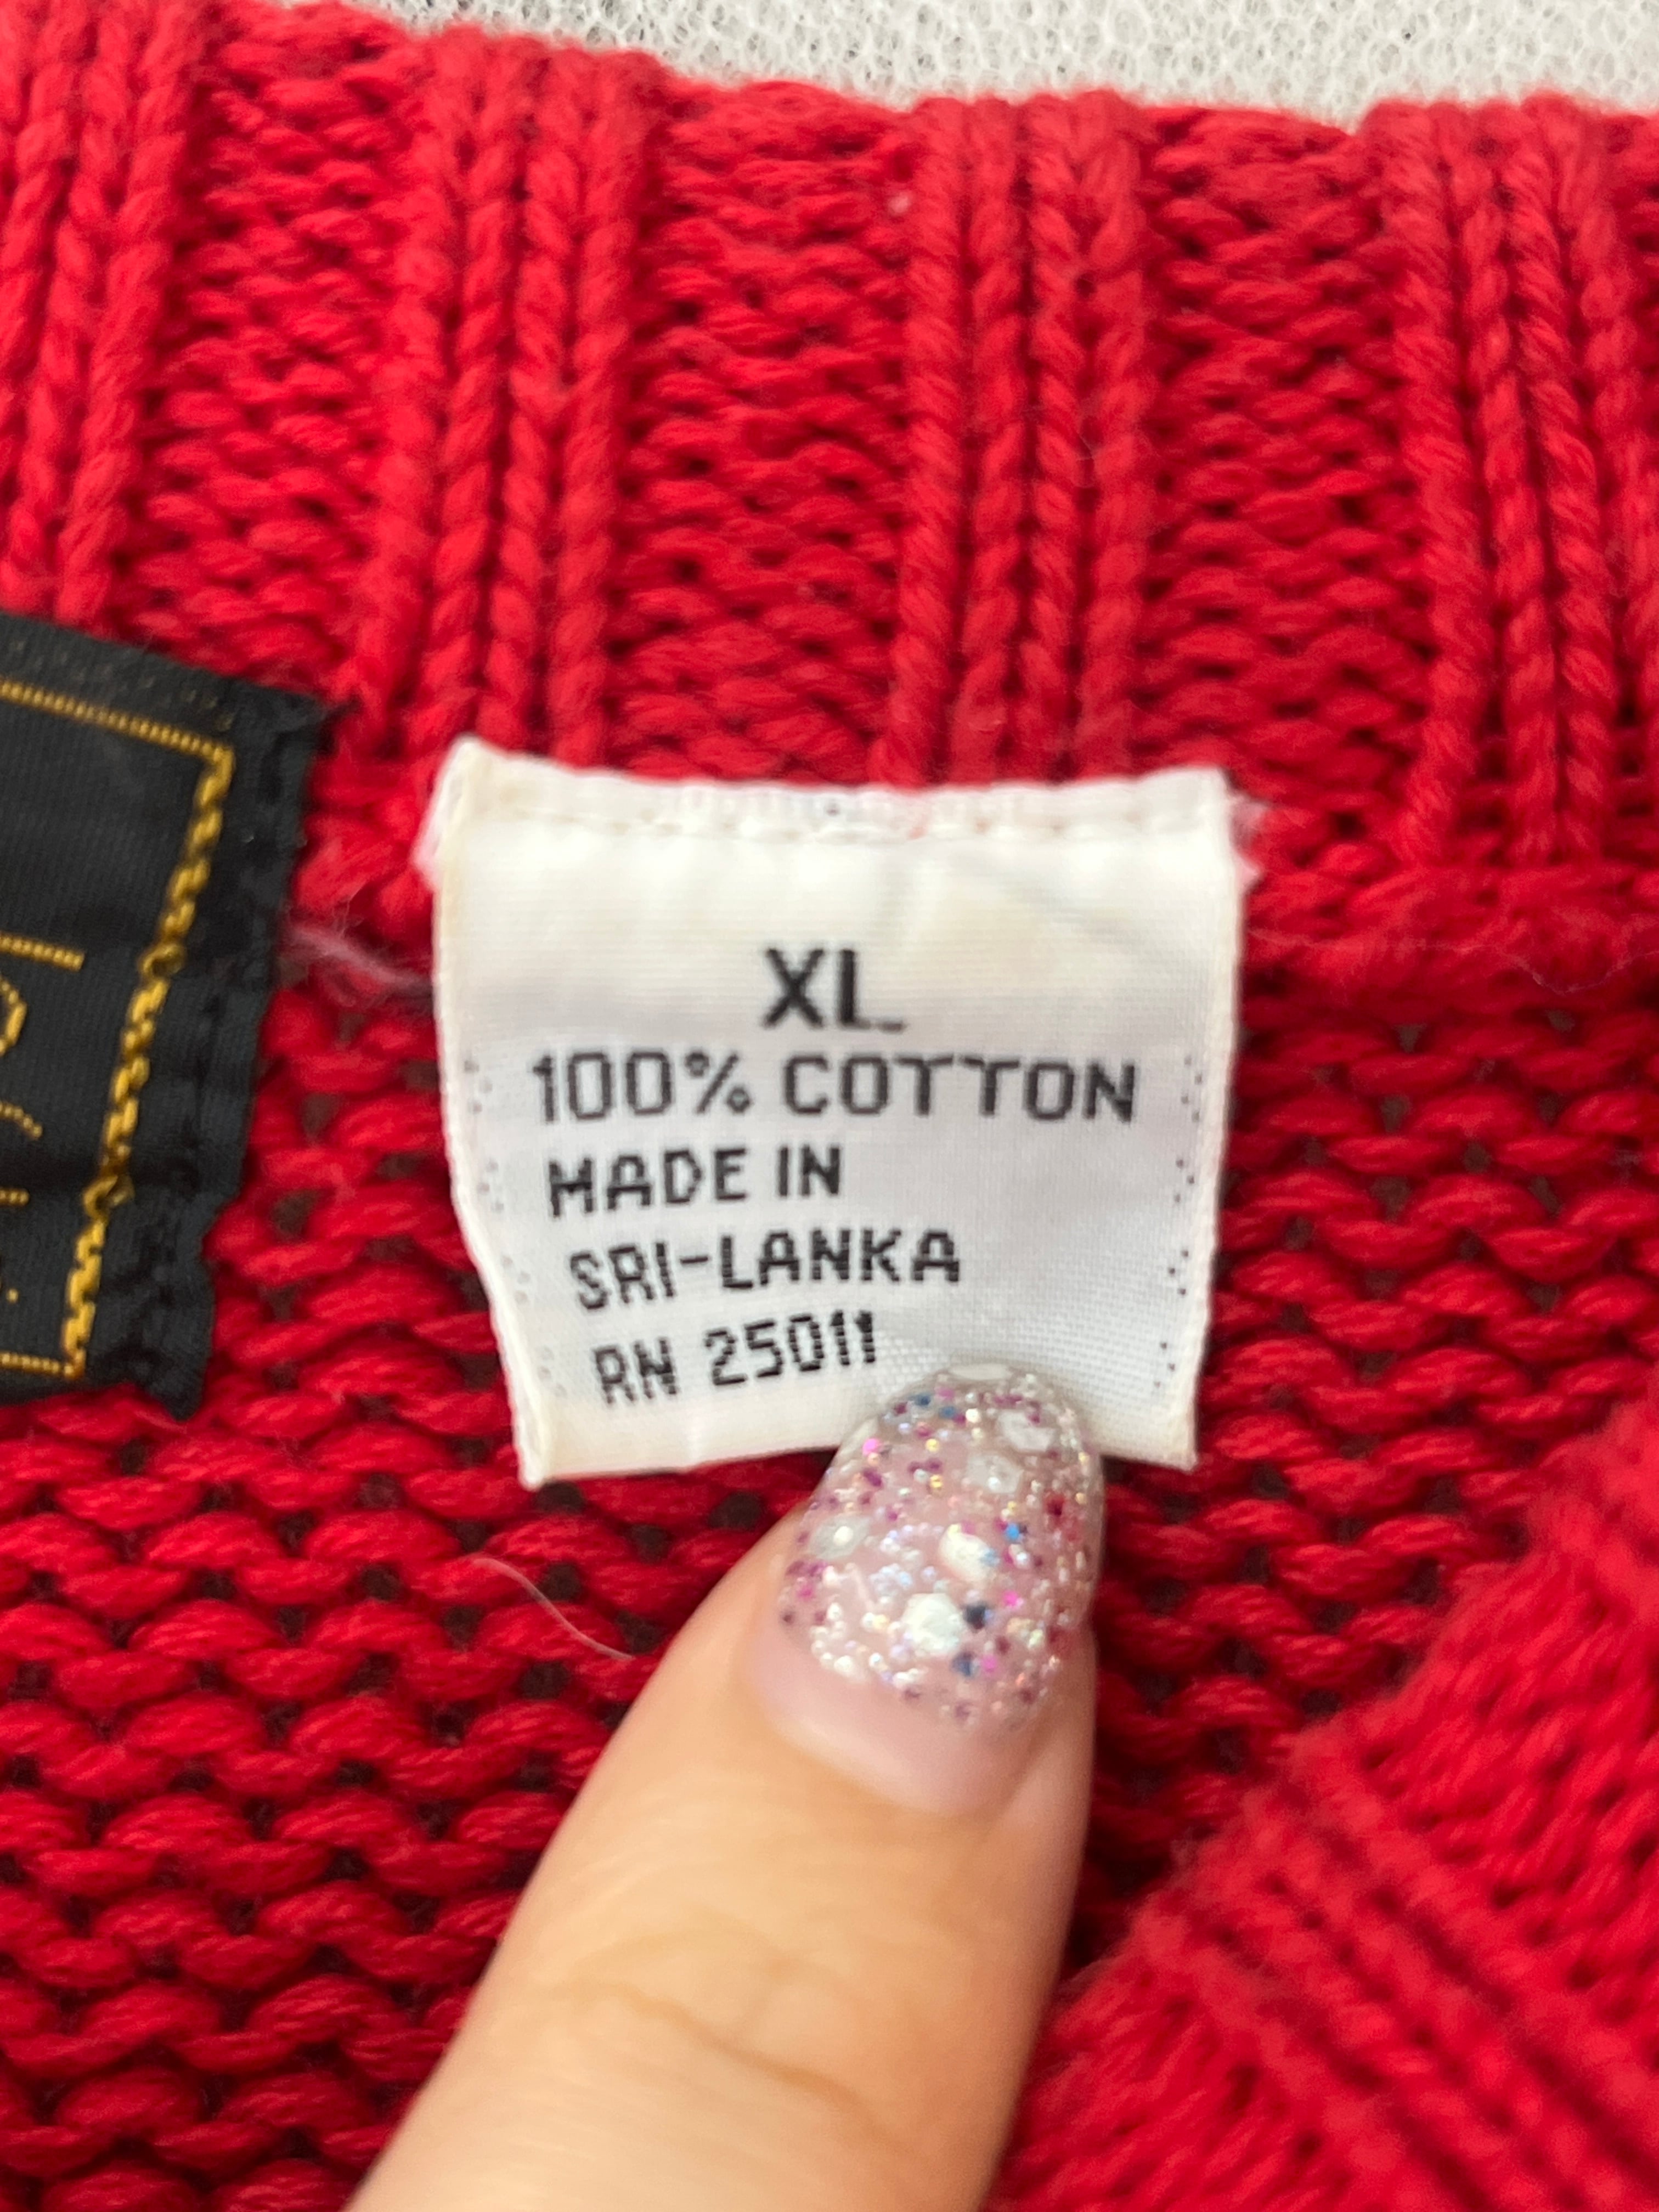 XL
100% COTTON
MADE IN
SRI-LANKA
RN 25011